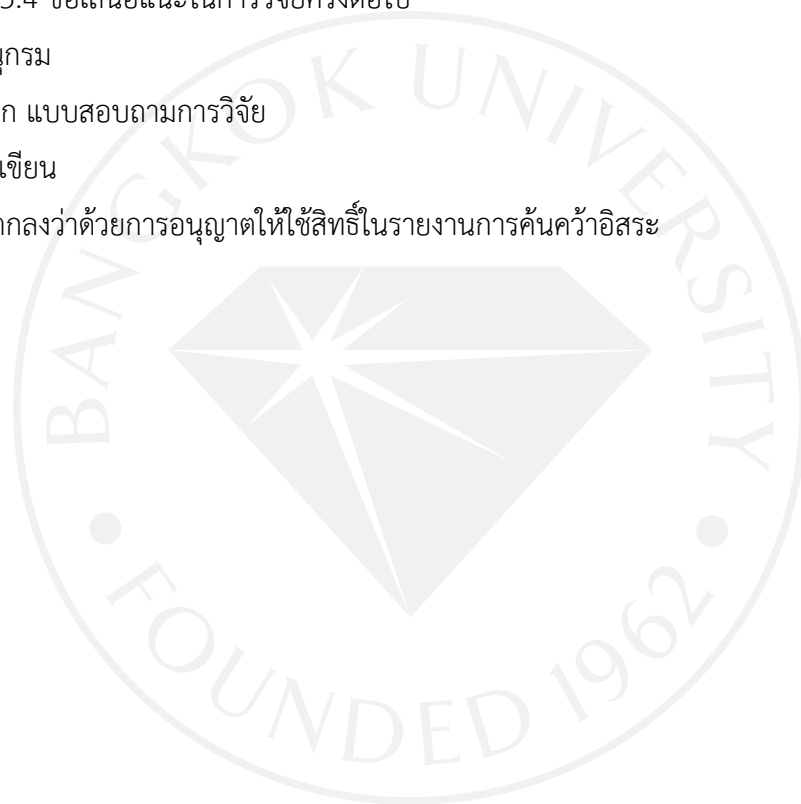 5.4 ข้อเสนอแนะในการวิจัยครั้งต่อไป
นุกรม
ก แบบสอบถามการวิจัย
เขียน
กลงว่าด้วยการอนุญาตให้ใช้สิทธิ์ในรายงานการค้นคว้าอิสระ
BANGKOK UNIVERSITY
• FOUNDED 1962 •